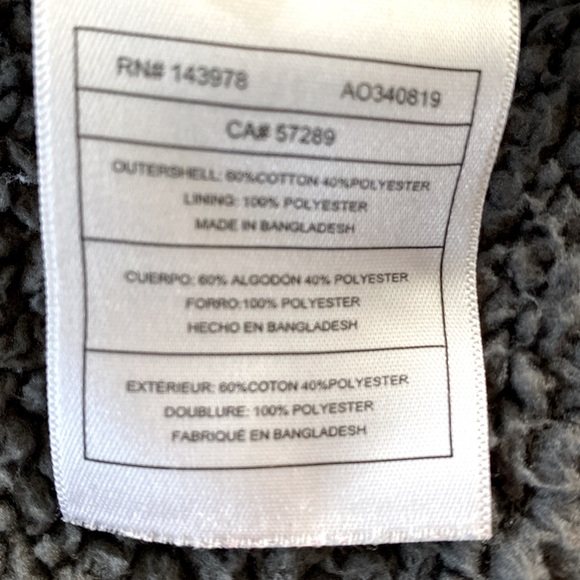 RN# 143978 AO340819
CA# 57289
OUTERSHELL: 60%COTTON 40%POLYESTER
LINING: 100% POLYESTER
MADE IN BANGLADESH
CUERPO: 60% ALGODÓN 40% POLYESTER
FORRO:100% POLYESTER
HECHO EN BANGLADESH
EXTÉRIEUR: 60%COTON 40%POLYESTER
DOUBLURE: 100% POLYESTER
FABRIQUÉ EN BANGLADESH